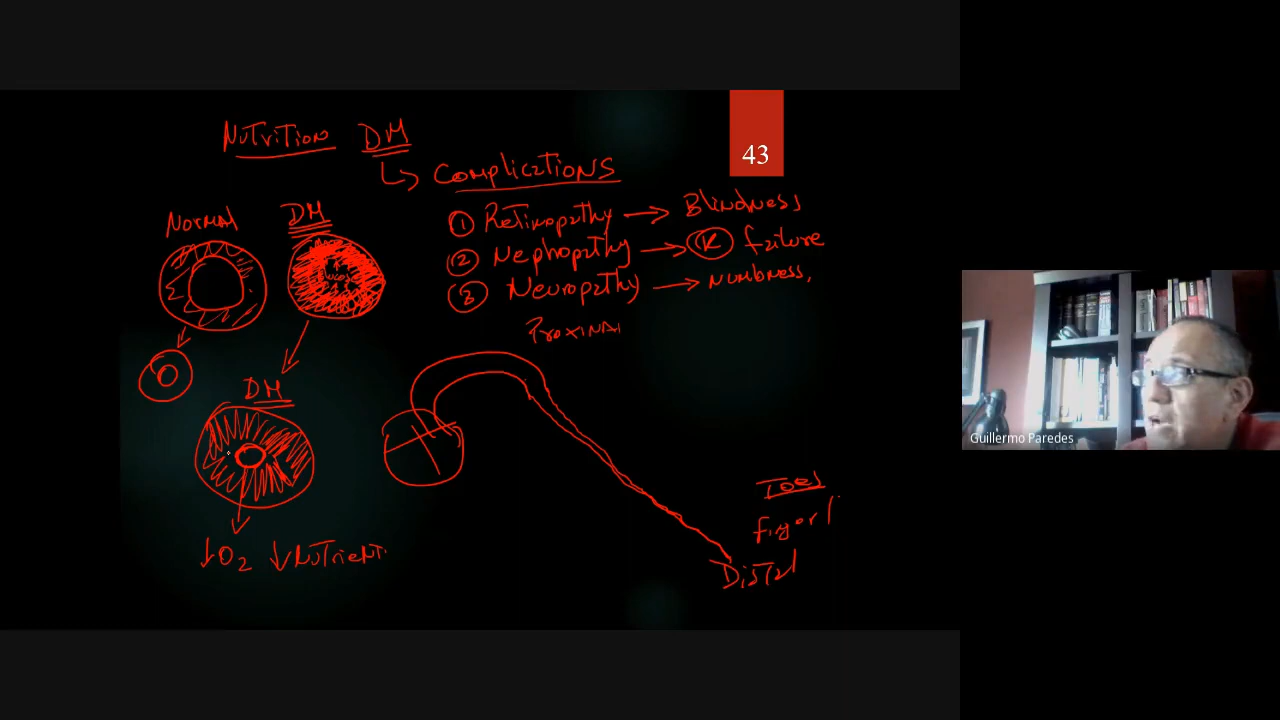 Nutrition DM
Complications
43
Normal
DM
① Retinopathy → Blindness
② Nephropathy → Ⓚ failure
③ Neuropathy → Numbness,
Proximal
DM
Toes
Distal
↓O2 ↓Nutrient
Guillermo Paredes